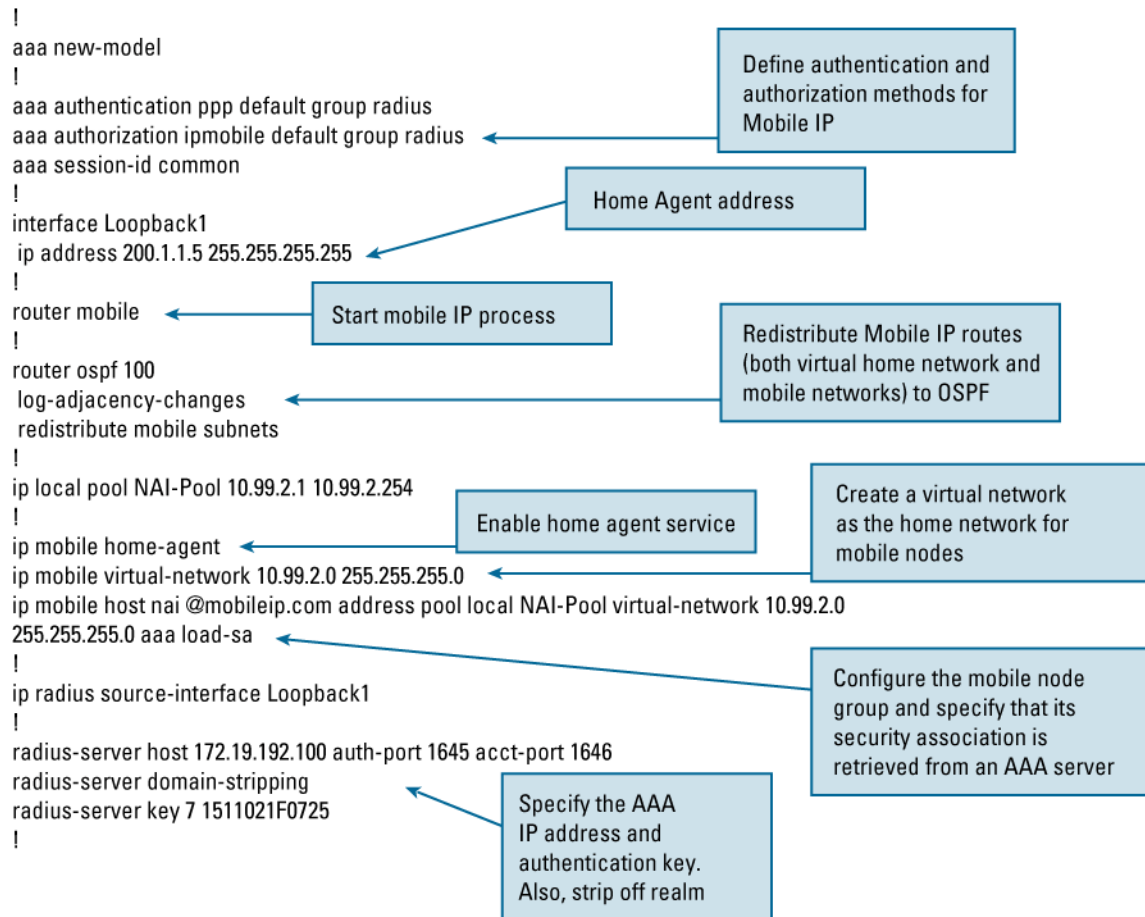 !
aaa new-model
!
aaa authentication ppp default group radius
aaa authorization ipmobile default group radius
aaa session-id common
!
interface Loopback1
ip address 200.1.1.5 255.255.255.255
!
router mobile
!
router ospf 100
log-adjacency-changes
redistribute mobile subnets
!
ip local pool NAI-Pool 10.99.2.1 10.99.2.254
!
ip mobile home-agent
ip mobile virtual-network 10.99.2.0 255.255.255.0
ip mobile host nai @mobileip.com address pool local NAI-Pool virtual-network 10.99.2.0
255.255.255.0 aaa load-sa
!
ip radius source-interface Loopback1
!
radius-server host 172.19.192.100 auth-port 1645 acct-port 1646
radius-server domain-stripping
radius-server key 7 1511021F0725
!
Define authentication and
authorization methods for
Mobile IP
Home Agent address
Start mobile IP process
Redistribute Mobile IP routes
(both virtual home network and
mobile networks) to OSPF
Enable home agent service
Create a virtual network
as the home network for
mobile nodes
Configure the mobile node
group and specify that its
security association is
retrieved from an AAA server
Specify the AAA
IP address and
authentication key.
Also, strip off realm